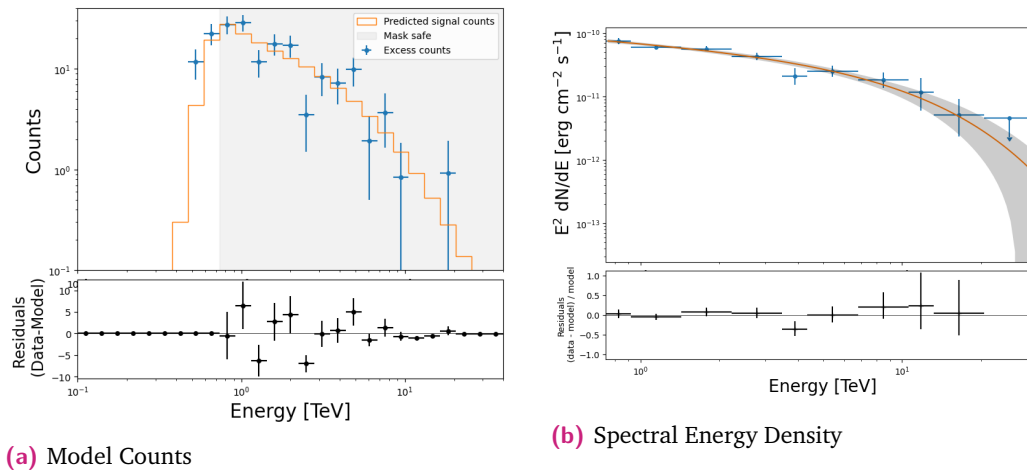 Predicted signal counts
Mask safe
Excess counts
10¹
10⁰
10⁻¹
Counts
10
5
0
−5
−10
Residuals
(Data-Model)
10⁻¹
10⁰
10¹
Energy [TeV]
(a) Model Counts
10⁻¹⁰
10⁻¹¹
10⁻¹²
10⁻¹³
E² dN/dE [erg cm⁻² s⁻¹]
1.0
0.5
0.0
−0.5
−1.0
Residuals
(data - model) / model
10⁰
10¹
Energy [TeV]
(b) Spectral Energy Density